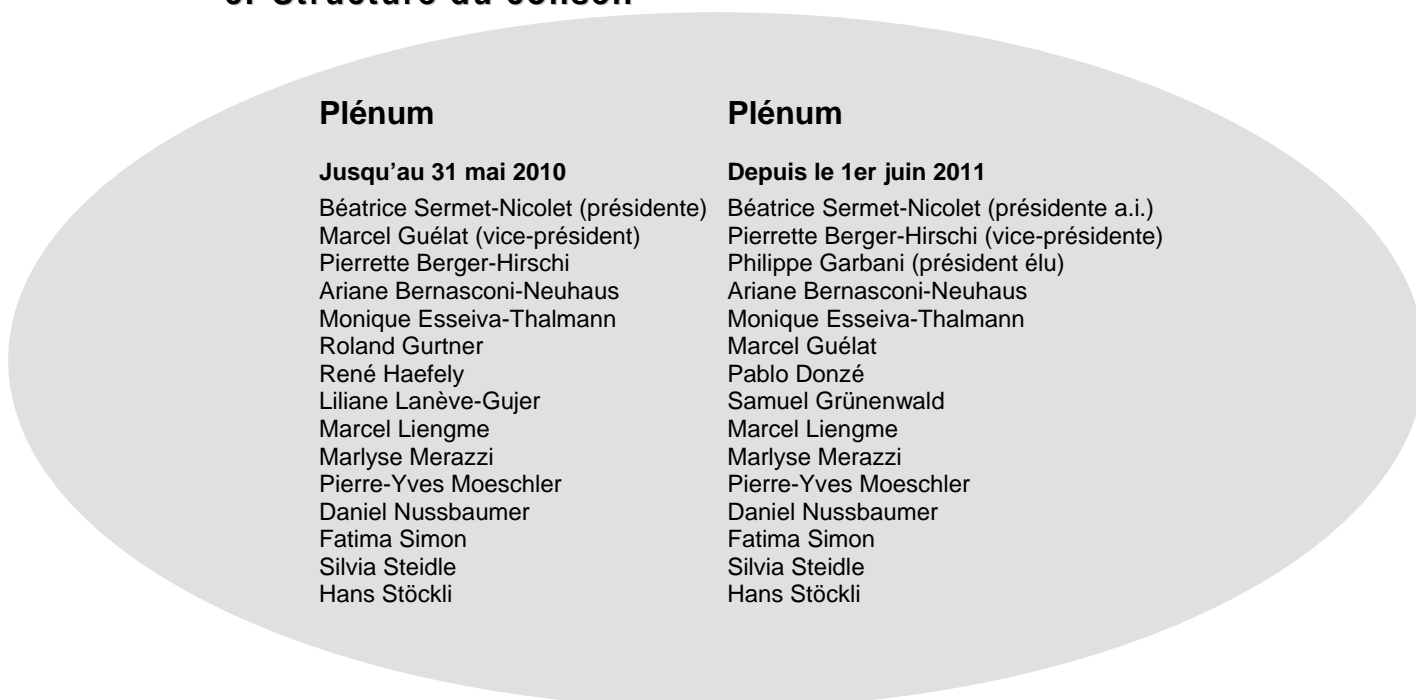 Structure du conseil
Plénum
Jusqu'au 31 mai 2010
Béatrice Sermet-Nicolet (présidente)
Marcel Guélat (vice-président)
Pierrette Berger-Hirschi
Ariane Bernasconi-Neuhaus
Monique Esseiva-Thalmann
Roland Gurtner
René Haefely
Liliane Lanève-Gujer
Marcel Liengme
Marlyse Merazzi
Pierre-Yves Moeschler
Daniel Nussbaumer
Fatima Simon
Silvia Steidle
Hans Stöckli
Plénum
Depuis le 1er juin 2011
Béatrice Sermet-Nicolet (présidente a.i.)
Pierrette Berger-Hirschi (vice-présidente)
Philippe Garbani (président élu)
Ariane Bernasconi-Neuhaus
Monique Esseiva-Thalmann
Marcel Guélat
Pablo Donzé
Samuel Grünenwald
Marcel Liengme
Marlyse Merazzi
Pierre-Yves Moeschler
Daniel Nussbaumer
Fatima Simon
Silvia Steidle
Hans Stöckli